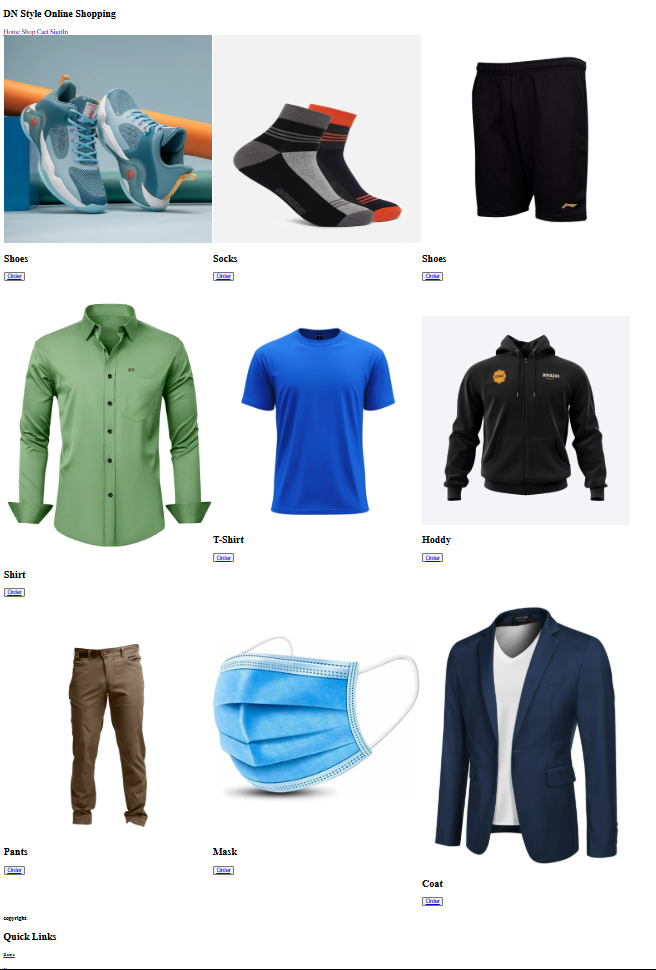 DN Style Online Shopping
Home Shop Cart SignIn
Shoes
Order
Socks
Order
Shoes
Order
amazon
T-Shirt
Order
Hoddy
Order
Shirt
Order
Pants
Order
Mask
Order
Coat
Order
copyright
Quick Links
Home